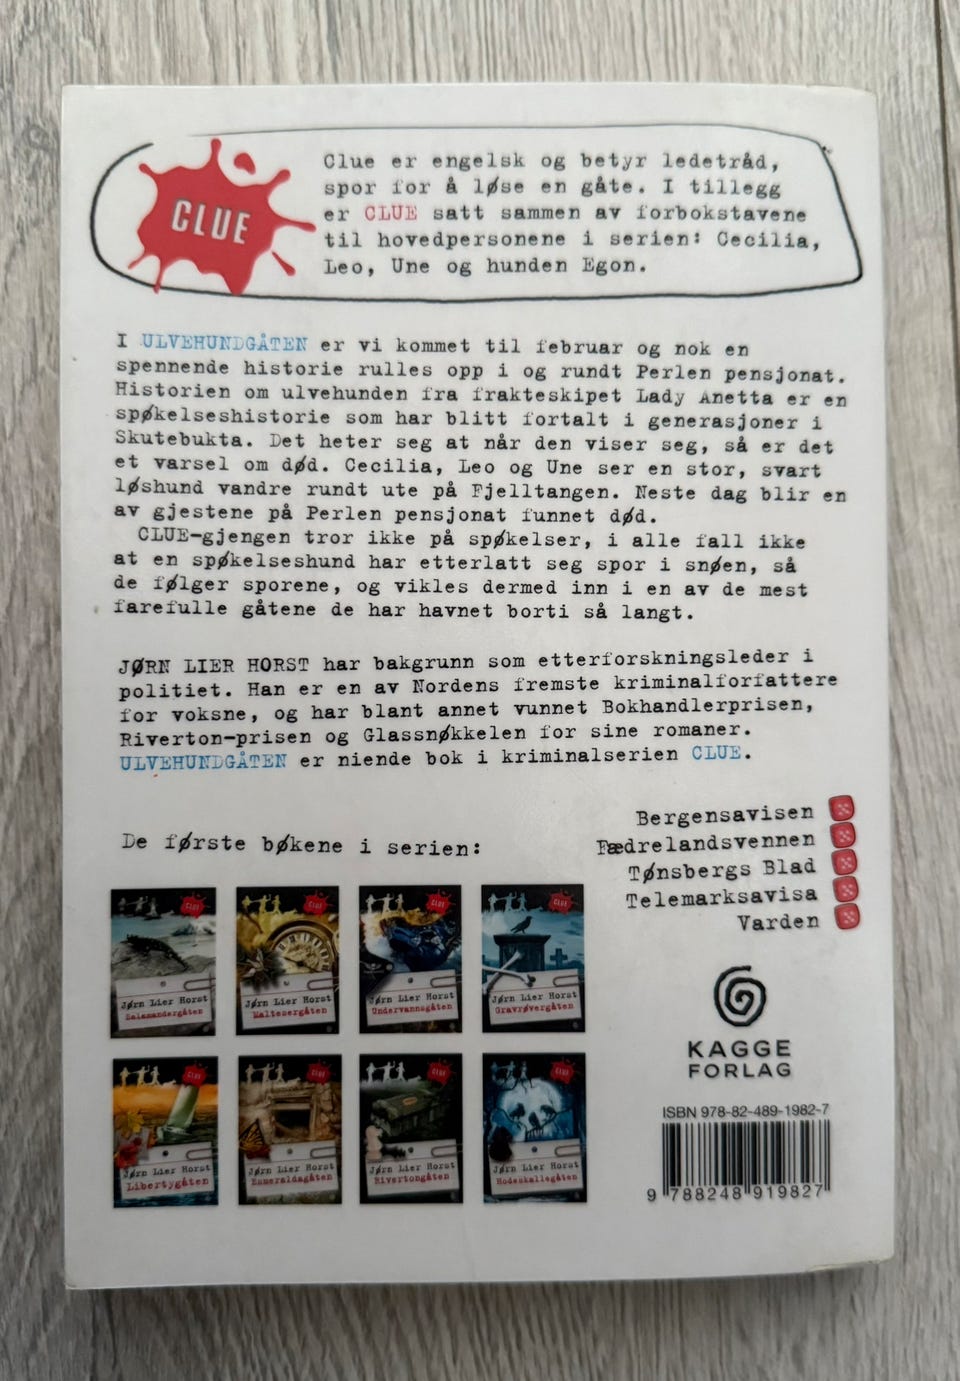 CLUE
Clue er engelsk og betyr ledetråd,
spor for å løse en gåte. I tillegg
er CLUE satt sammen av forbokstavene
til hovedpersonene i serien: Cecilia,
Leo, Une og hunden Egon.
I ULVEHUNDGÅTEN er vi kommet til februar og nok en
spennende historie rulles opp i og rundt Perlen pensjonat.
Historien om ulvehunden fra frakteskipet Lady Anetta er en
spøkelseshistorie som har blitt fortalt i generasjoner i
Skutebukta. Det heter seg at når den viser seg, så er det
et varsel om død. Cecilia, Leo og Une ser en stor, svart
løshund vandre rundt ute på Fjelltangen. Neste dag blir en
av gjestene på Perlen pensjonat funnet død.
CLUE-gjengen tror ikke på spøkelser, i alle fall ikke
at en spøkelseshund har etterlatt seg spor i snøen, så
de følger sporene, og vikles dermed inn i en av de mest
farefulle gåtene de har havnet borti så langt.
JØRN LIER HORST har bakgrunn som etterforskningsleder i
politiet. Han er en av Nordens fremste kriminalforfattere
for voksne, og har blant annet vunnet Bokhandlerprisen,
Riverton-prisen og Glassnøkkelen for sine romaner.
ULVEHUNDGÅTEN er niende bok i kriminalserien CLUE.
De første bøkene i serien:
Bergensavisen
Fædrelandsvennen
Tønsbergs Blad
Telemarksavisa
Varden
CLUE
Jørn Lier Horst
Salamandergåten
CLUE
Jørn Lier Horst
Maltesergåten
CLUE
Jørn Lier Horst
Undervannsgåten
CLUE
Jørn Lier Horst
Gravrøvergåten
CLUE
Jørn Lier Horst
Libertygåten
CLUE
Jørn Lier Horst
Esmeraldagåten
CLUE
Jørn Lier Horst
Rivertongåten
CLUE
Jørn Lier Horst
Hodeskallegåten
KAGGE
FORLAG
ISBN 978-82-489-1982-7
9 788248 919827